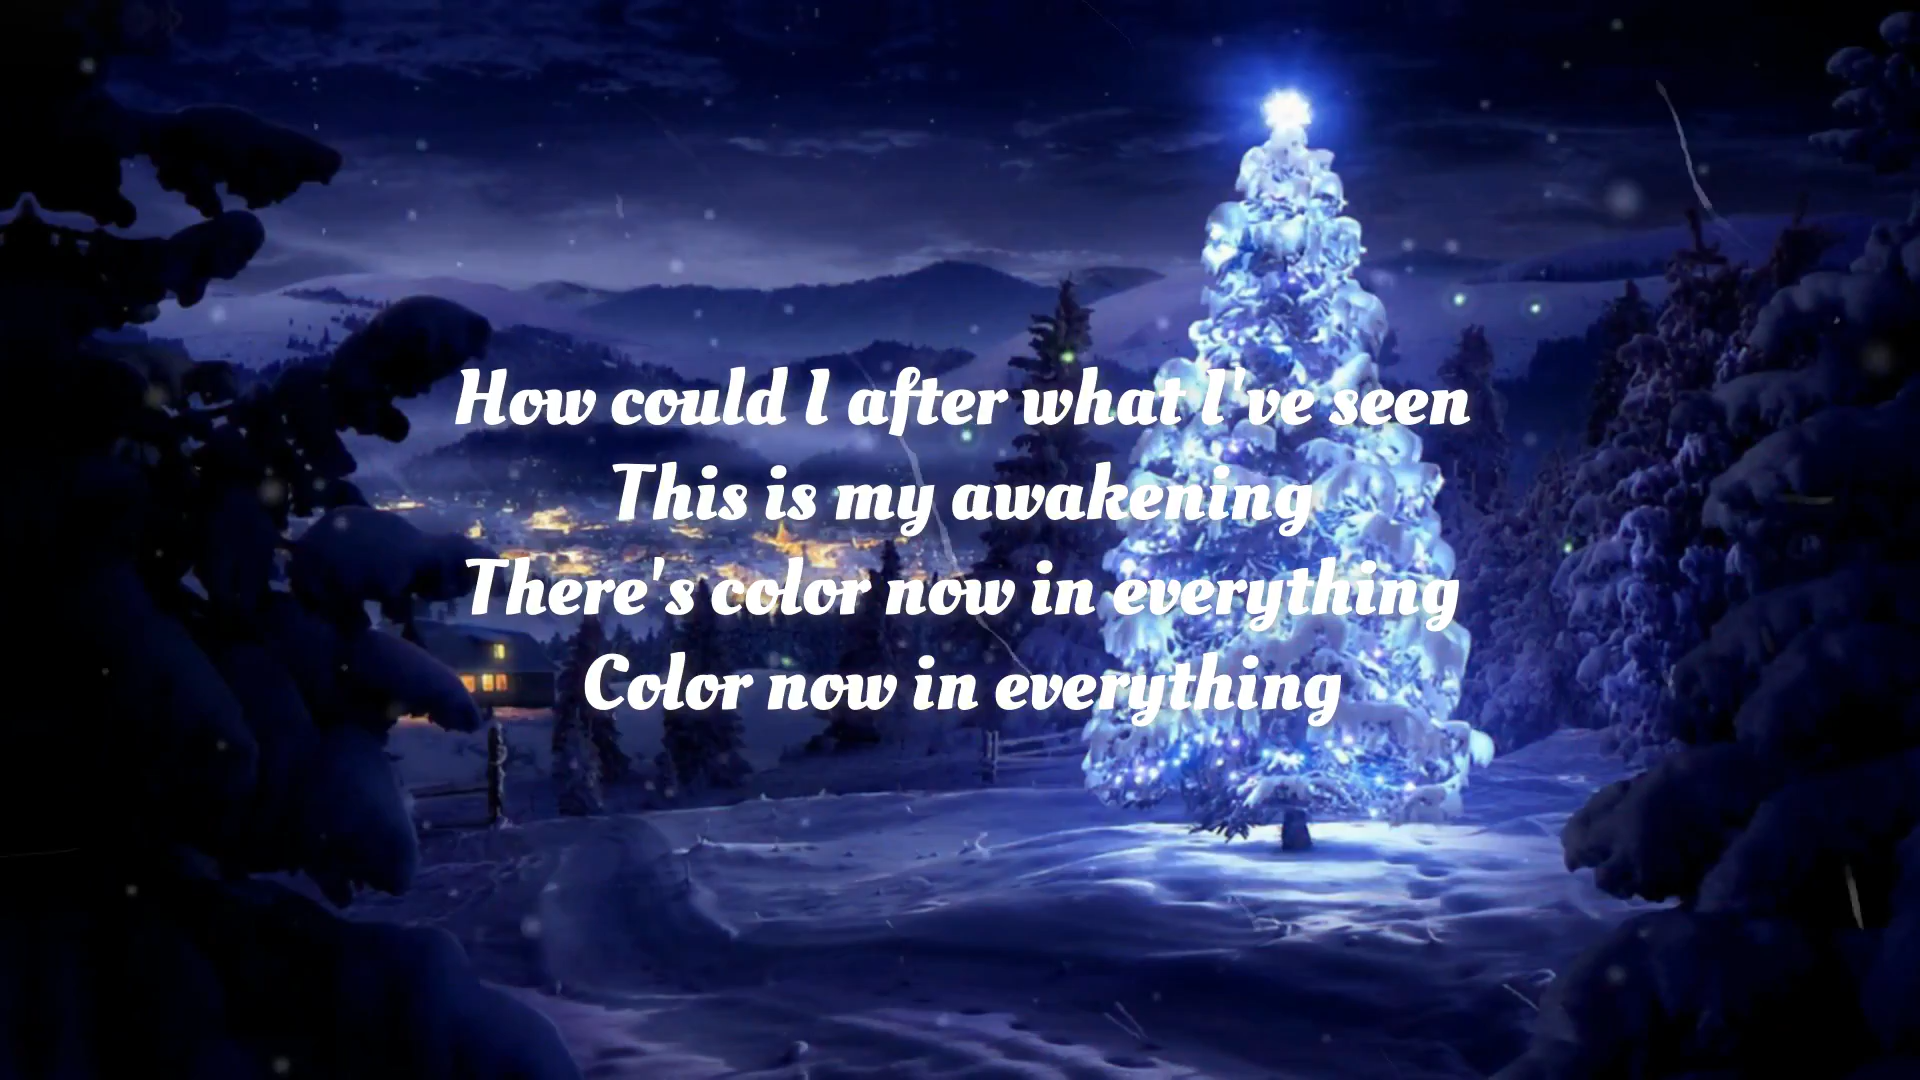 How could I after what I've seen
This is my awakening
There's color now in everything
Color now in everything